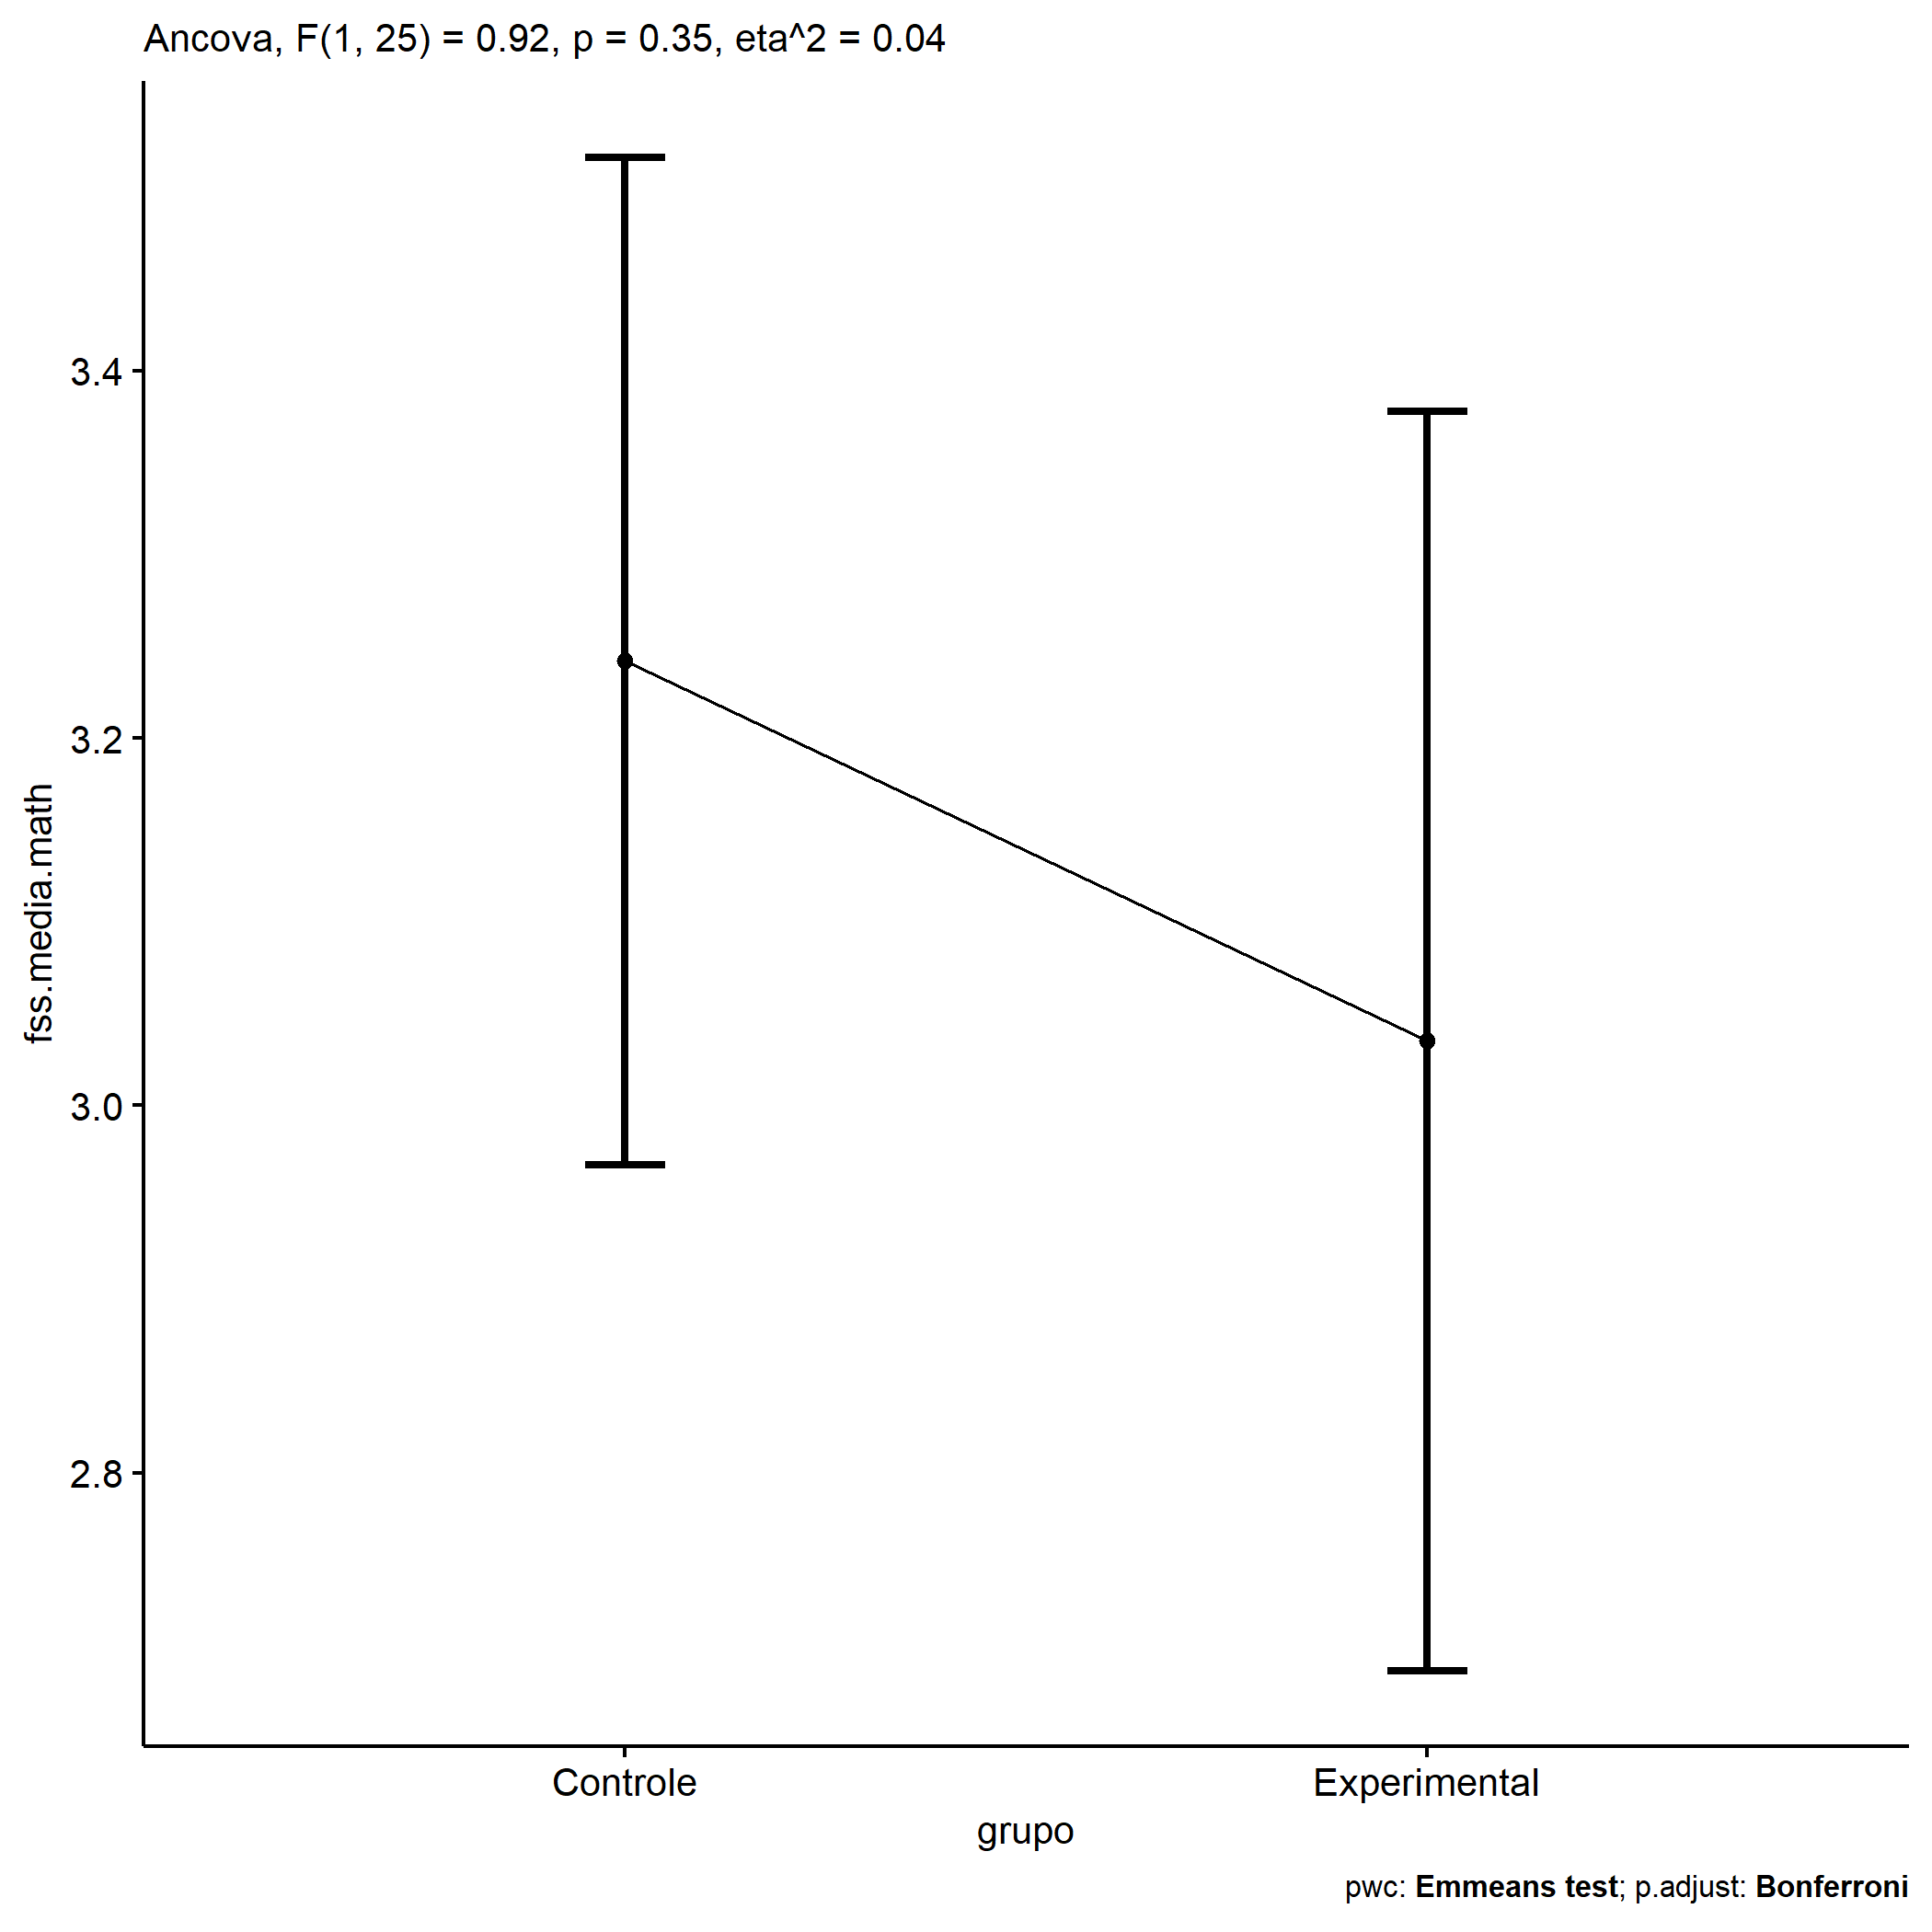 Ancova, F(1, 25) = 0.92, p = 0.35, eta^2 = 0.04
3.4
3.2
3.0
2.8
fss.media.math
Controle
Experimental
grupo
pwc: Emmeans test; p.adjust: Bonferroni